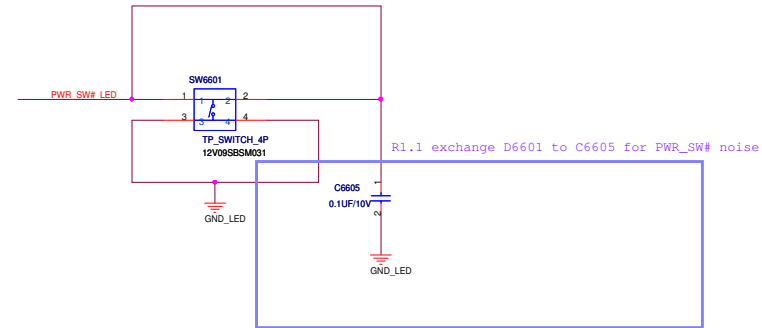 SW6601
PWR_SW#_LED
1
1
2
2
3
3
4
4
TP_SWITCH_4P
12V09SBSM031
R1.1 exchange D6601 to C6605 for PWR_SW# noise
GND_LED
C6605
0.1UF/10V
1
2
GND_LED